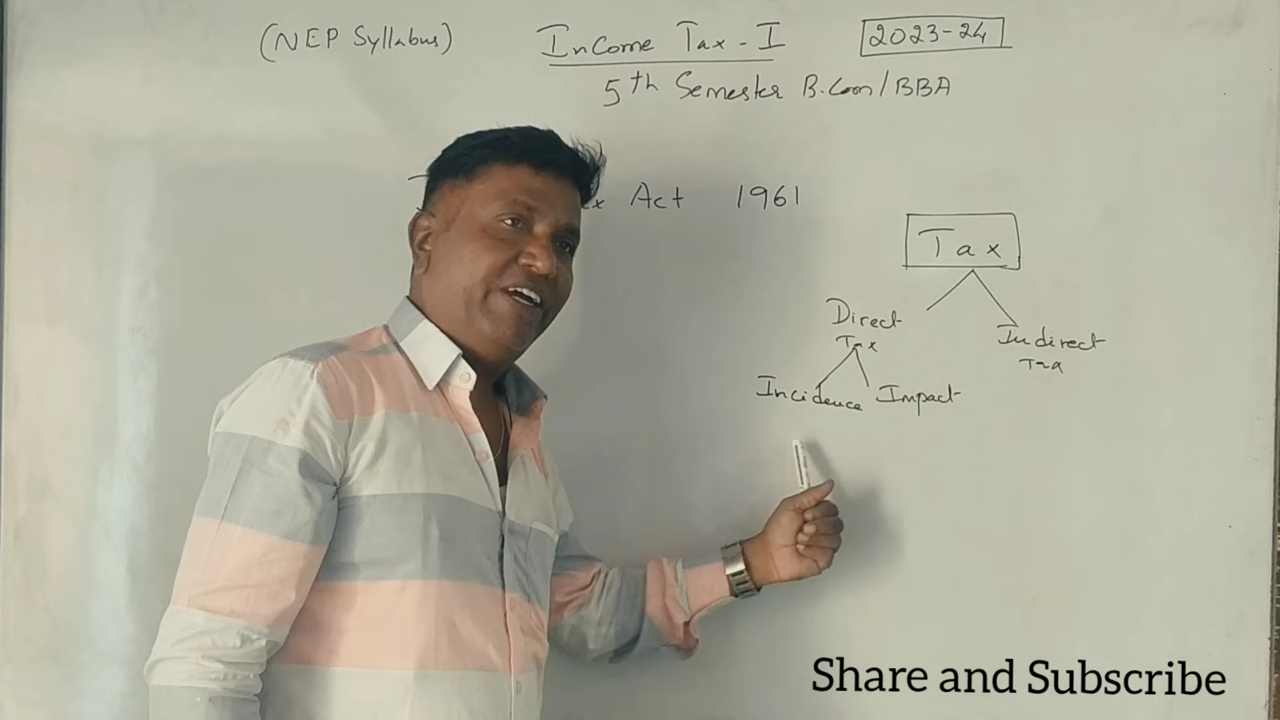 (NEP Syllabus)
Income Tax - I
2023-24
5th Semester B.Com/BBA
Act 1961
Tax
Direct
Tax
Indirect
Incidence Impact
Share and Subscribe